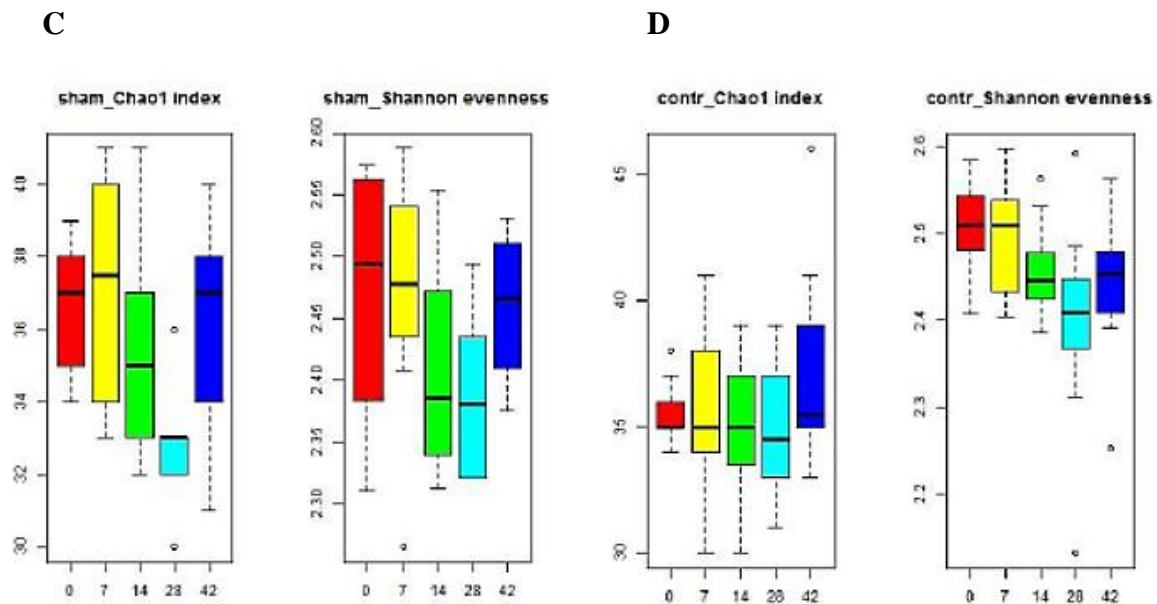 C
D
sham_Chao1 index
sham_Shannon evenness
contr_Chao1 index
contr_Shannon evenness
40
38
36
34
32
30
0 7 14 28 42
2.60
2.55
2.50
2.45
2.40
2.35
2.30
0 7 14 28 42
45
40
35
30
0 7 14 28 42
2.6
2.5
2.4
2.3
2.2
0 7 14 28 42